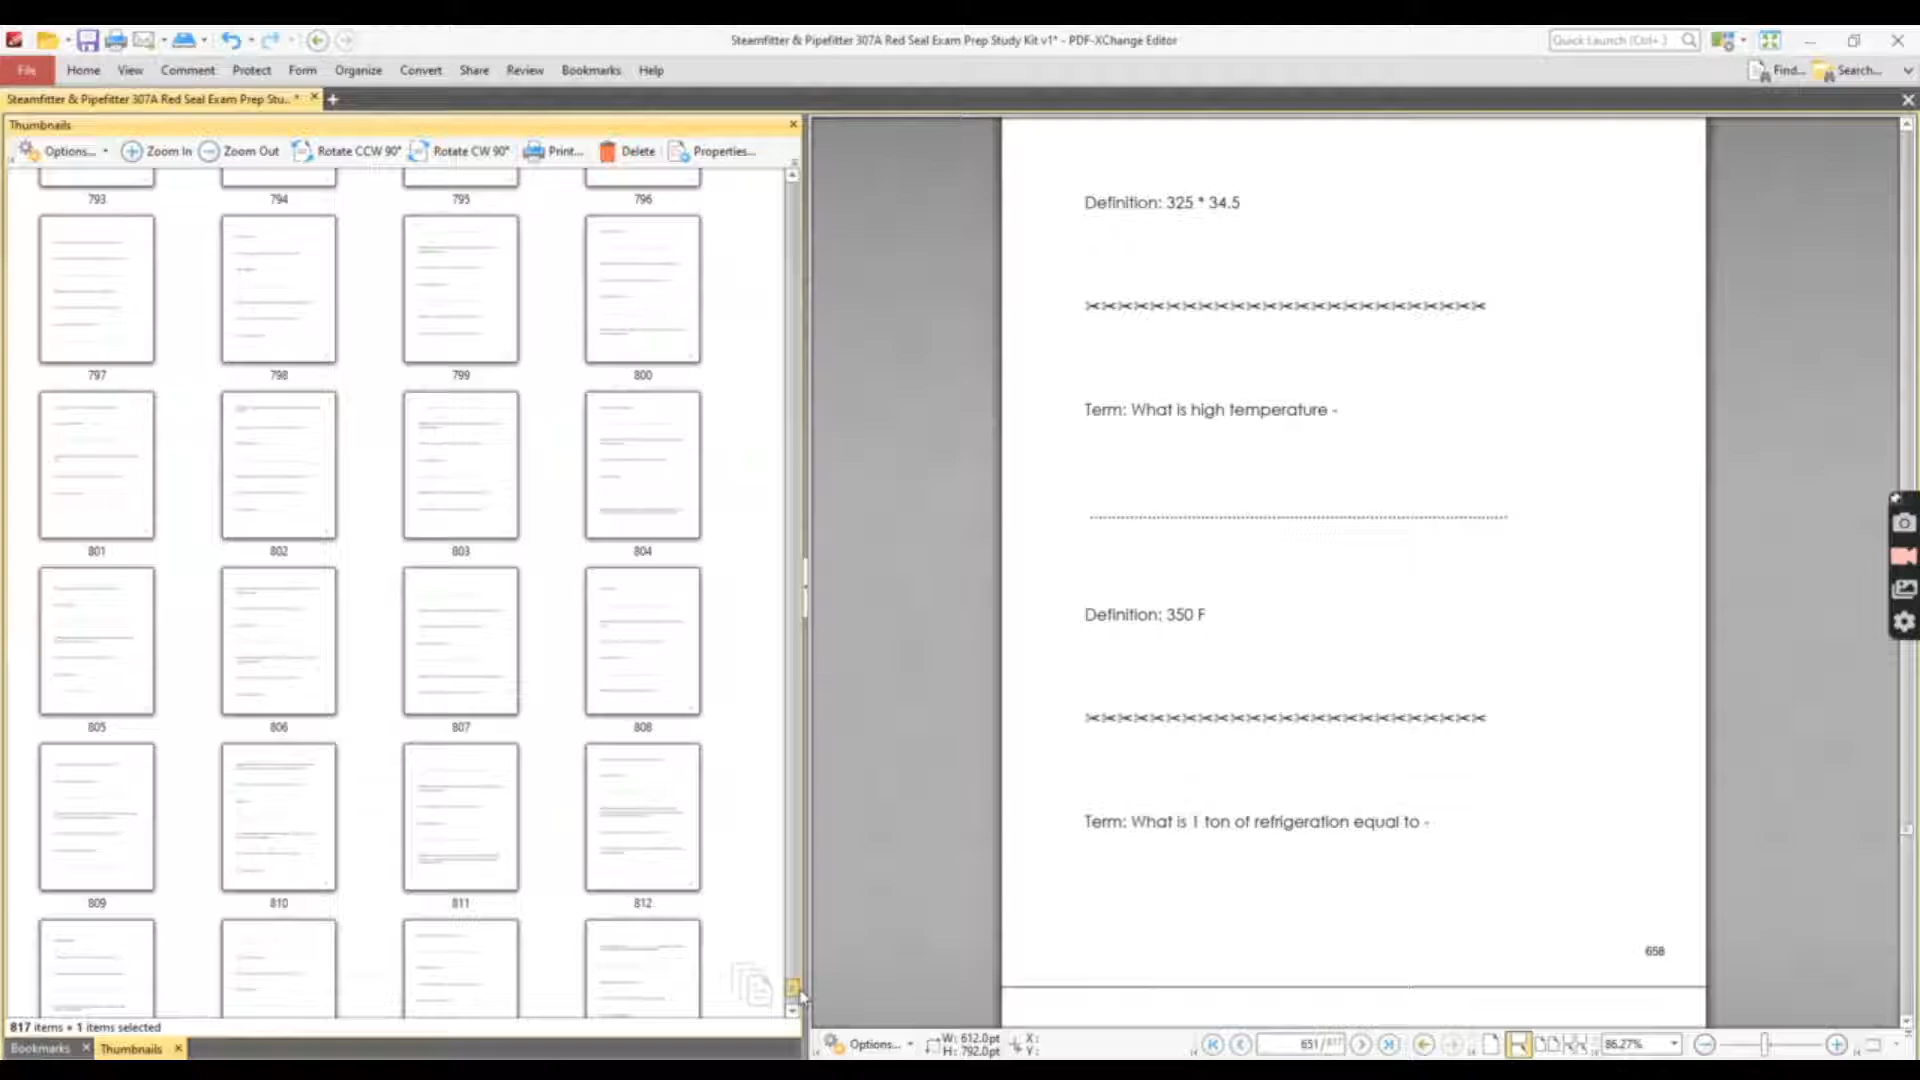 Steamfitter & Pipefitter 307A Red Seal Exam Prep Study Kit v1* - PDF-XChange Editor
Quick Launch (Ctrl+.)
File Home View Comment Protect Form Organize Convert Share Review Bookmarks Help
Find... Search...
Steamfitter & Pipefitter 307A Red Seal Exam Prep Stu.. *
Thumbnails
Options... Zoom In Zoom Out Rotate CCW 90° Rotate CW 90° Print... Delete Properties...
793 794 795 796
797 798 799 800
801 802 803 804
805 806 807 808
809 810 811 812
817 items • 1 items selected
Bookmarks Thumbnails
Definition: 325 * 34.5
Term: What is high temperature -
Definition: 350 F
Term: What is 1 ton of refrigeration equal to -
658
Options...
W: 612.0pt
H: 792.0pt
X:
Y:
651/817
86.27%